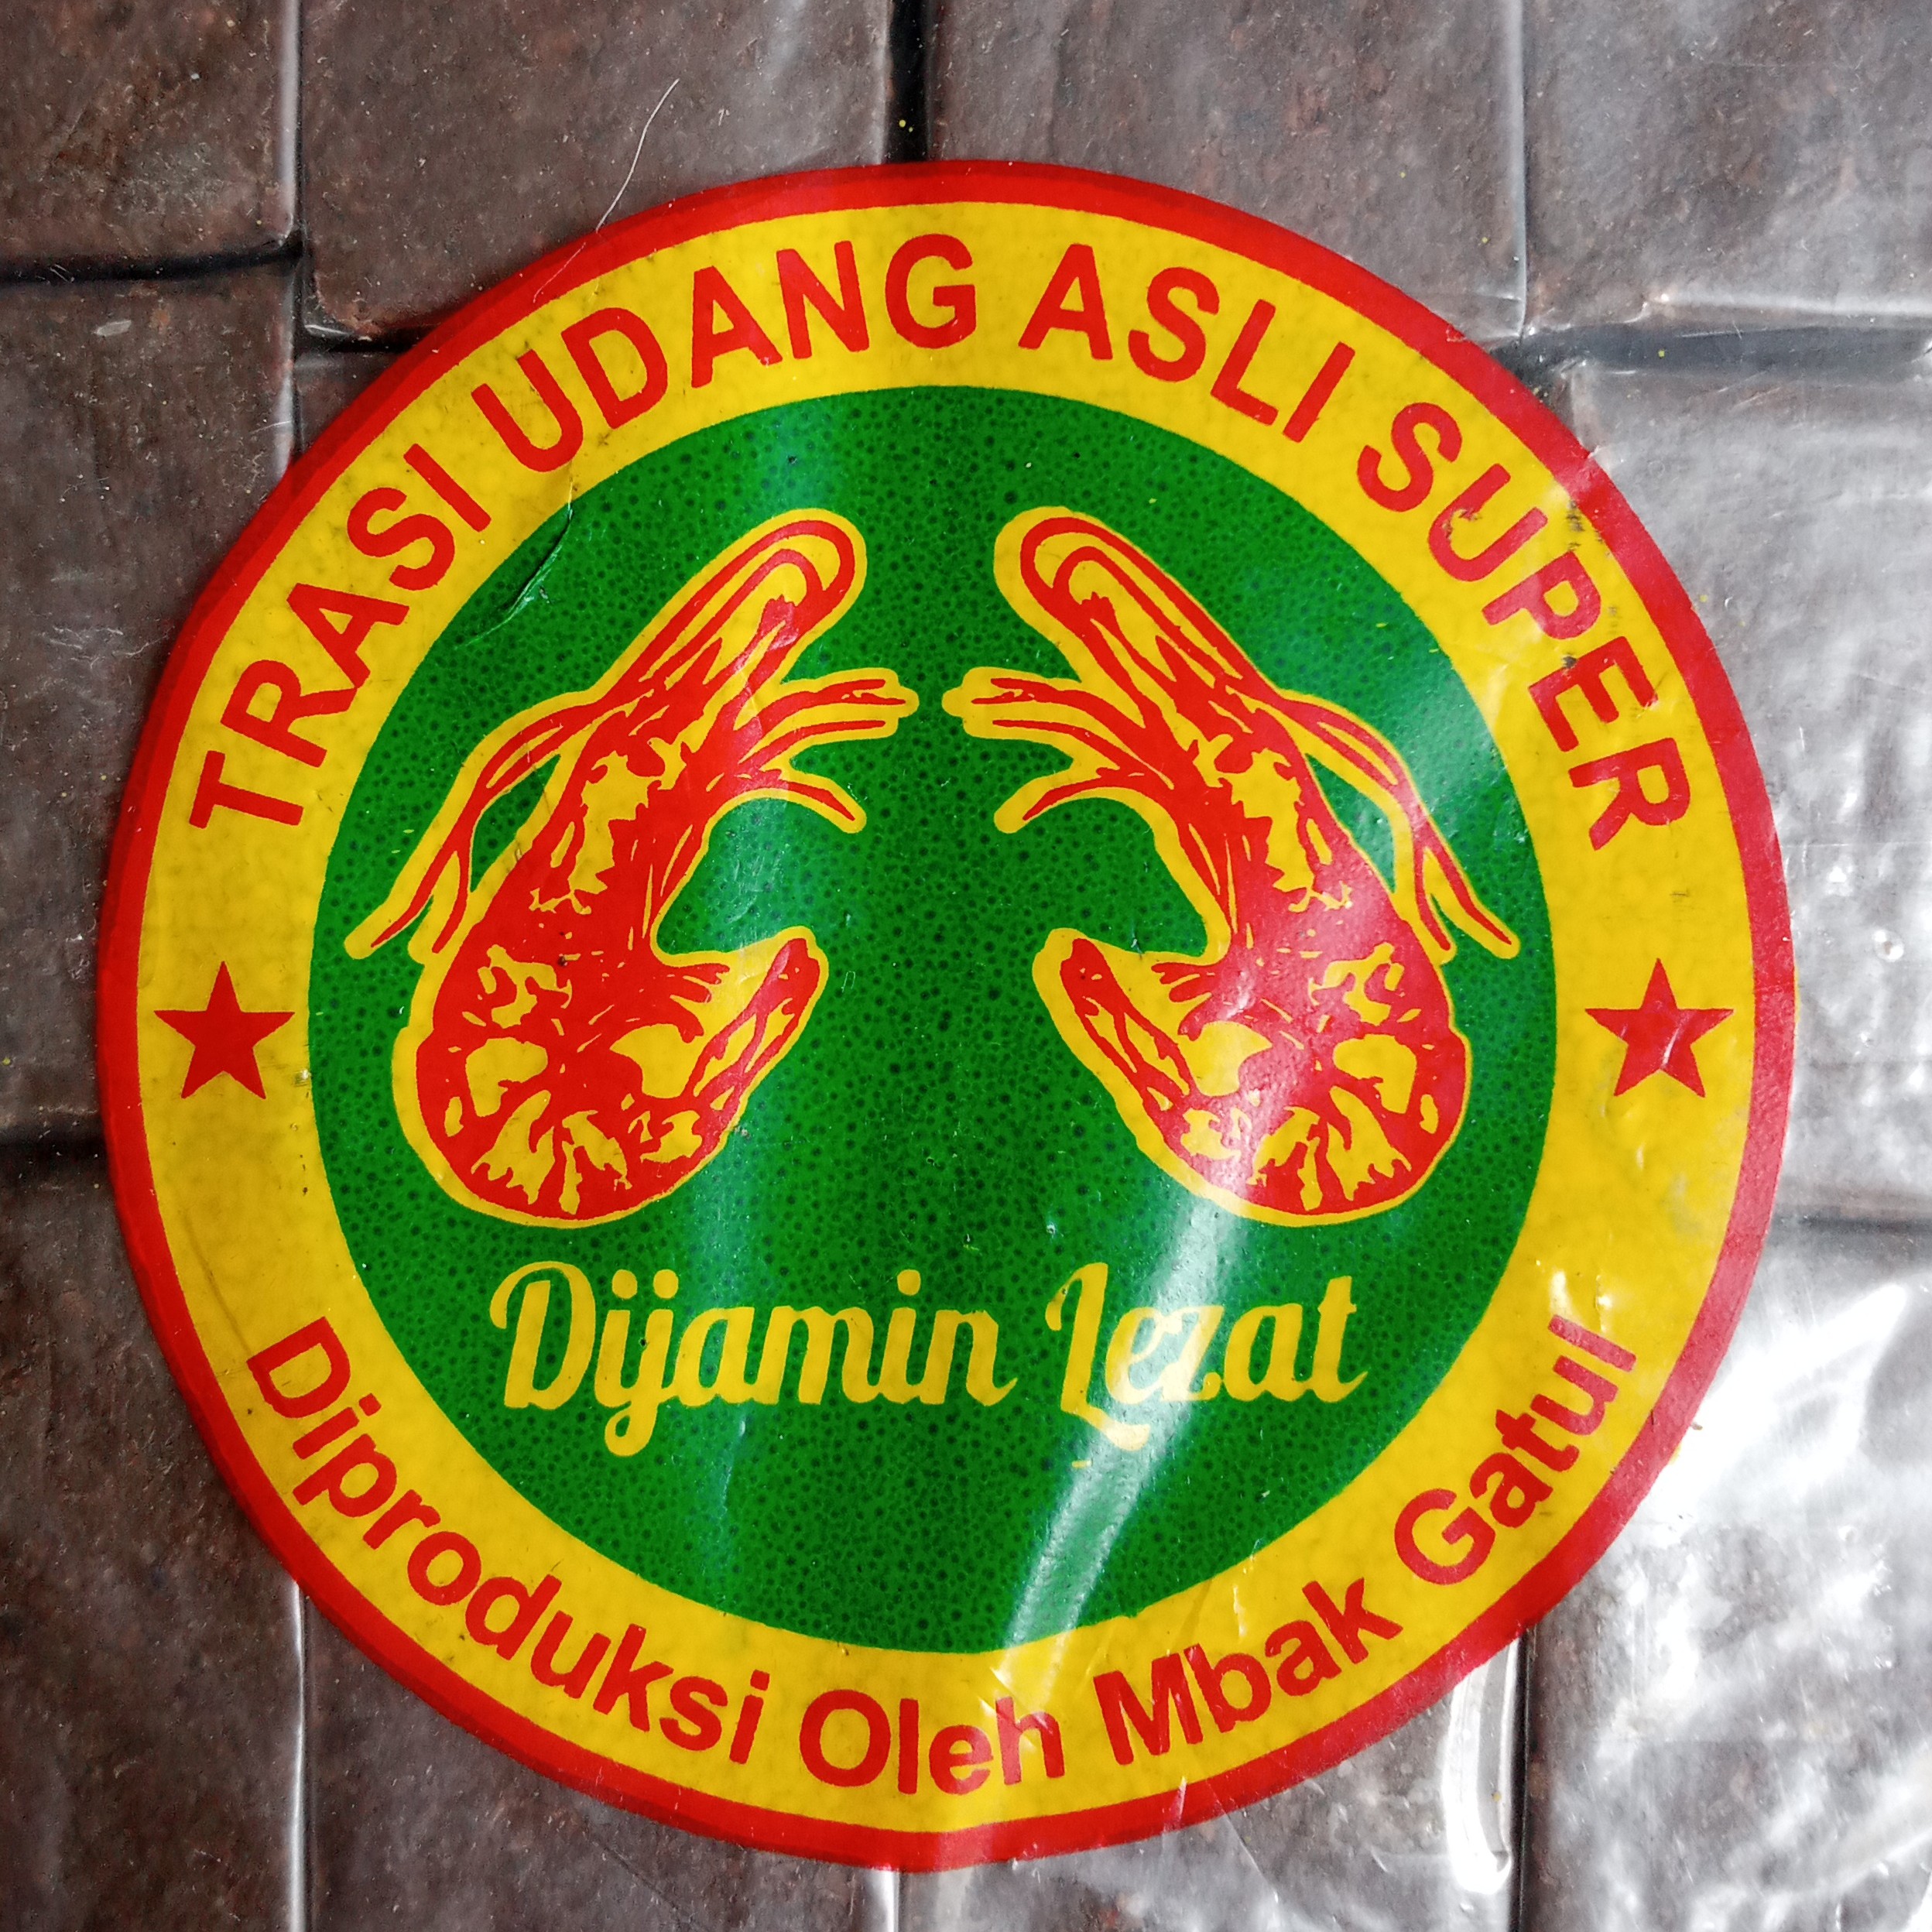 TRASI UDANG ASLI SUPER
Dijamin Lezat
Diproduksi Oleh Mbak Gatul